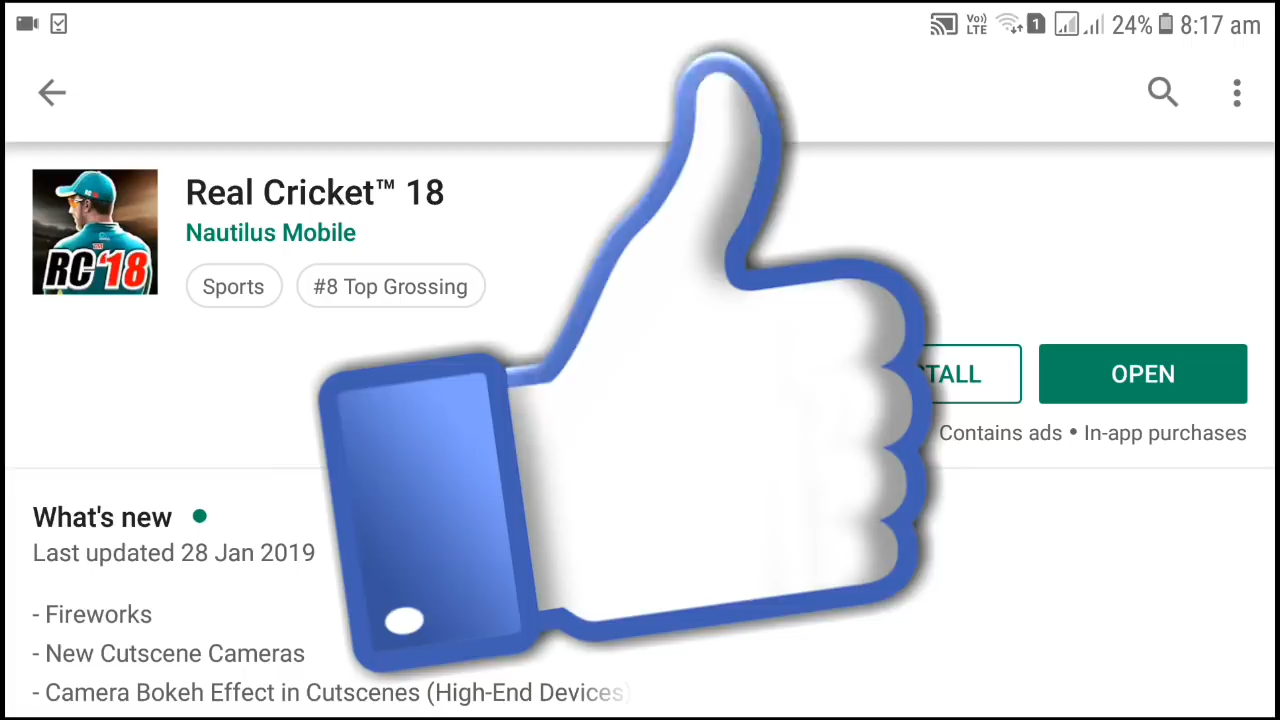 Vo)) LTE 1 24% 8:17 am
Real Cricket™ 18
Nautilus Mobile
RC'18
Sports
#8 Top Grossing
TALL
OPEN
Contains ads • In-app purchases
What's new
Last updated 28 Jan 2019
- Fireworks
- New Cutscene Cameras
- Camera Bokeh Effect in Cutscenes (High-End Devices)